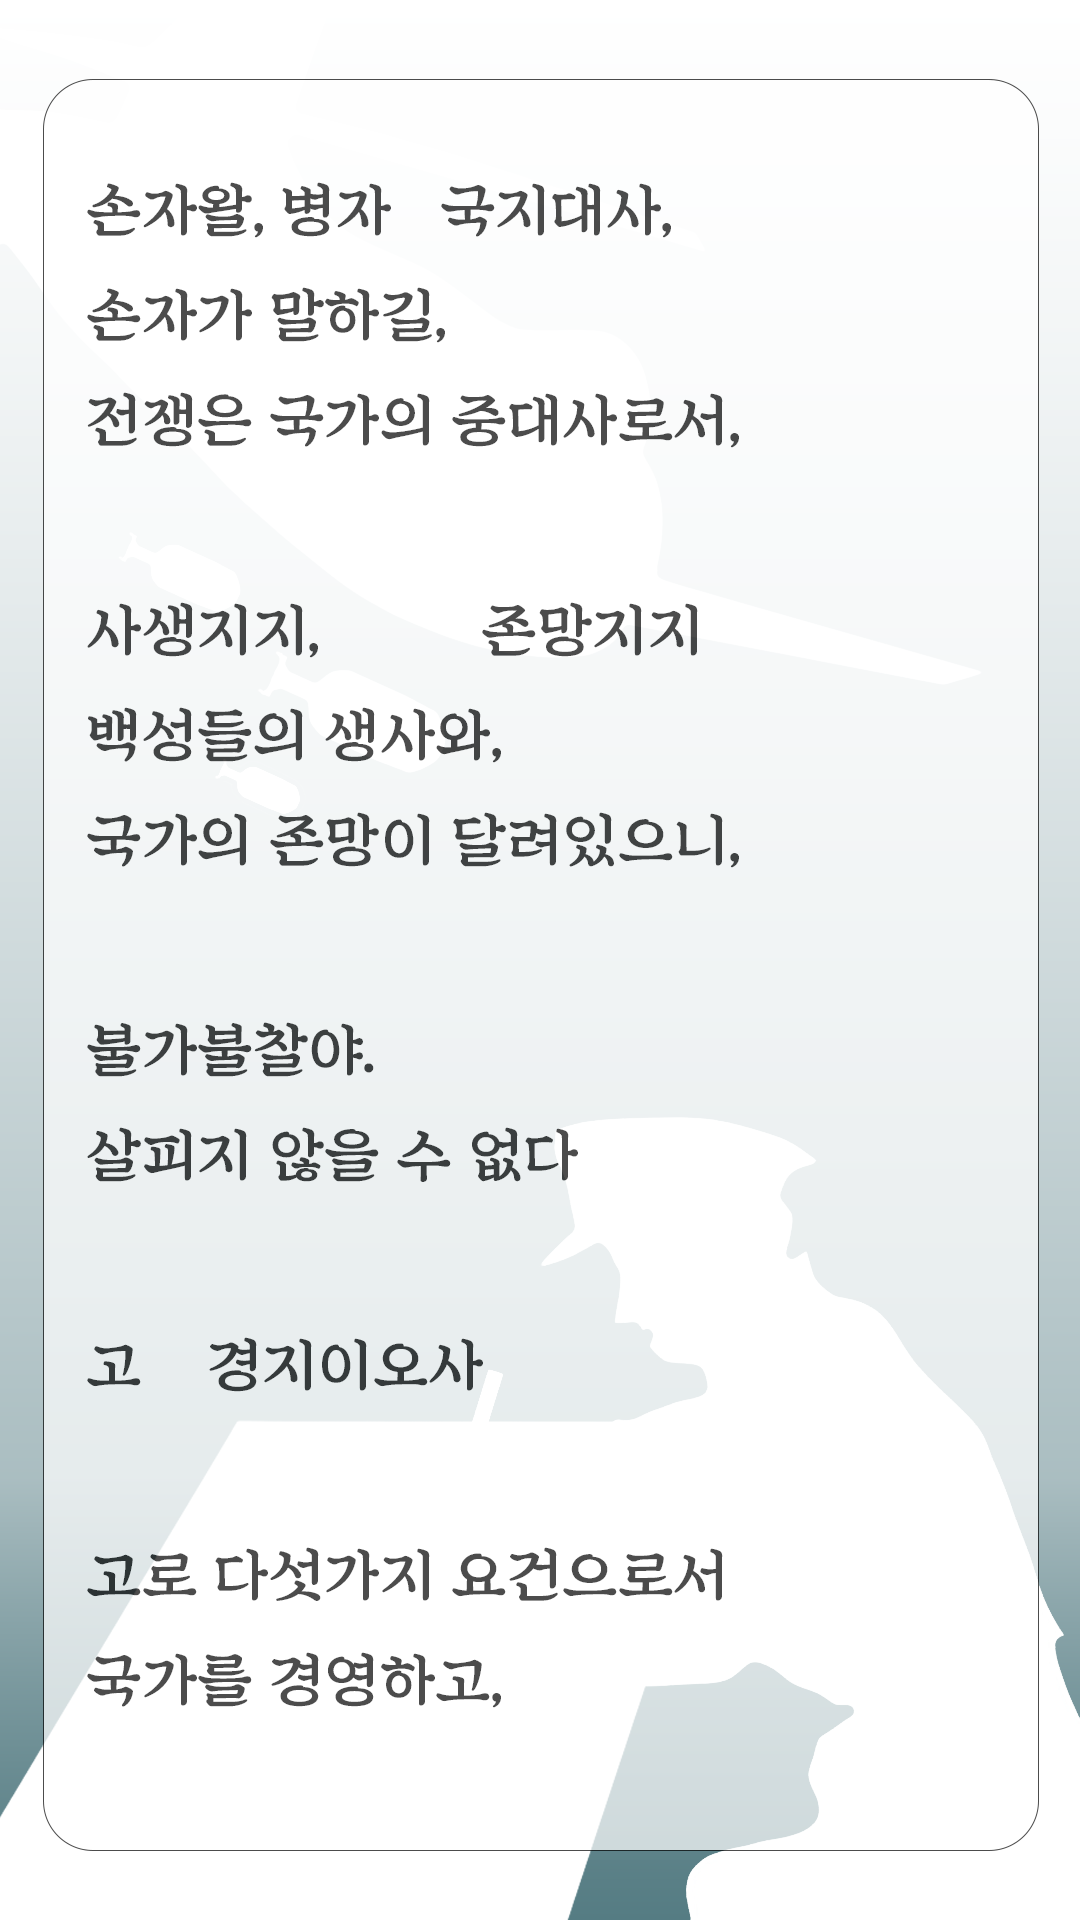 손자왈, 병자 국지대사,
손자가 말하길,
전쟁은 국가의 중대사로서,
사생지지, 존망지지
백성들의 생사와,
국가의 존망이 달려있으니,
불가불찰야.
살피지 않을 수 없다
고 경지이오사
고로 다섯가지 요건으로서
국가를 경영하고,